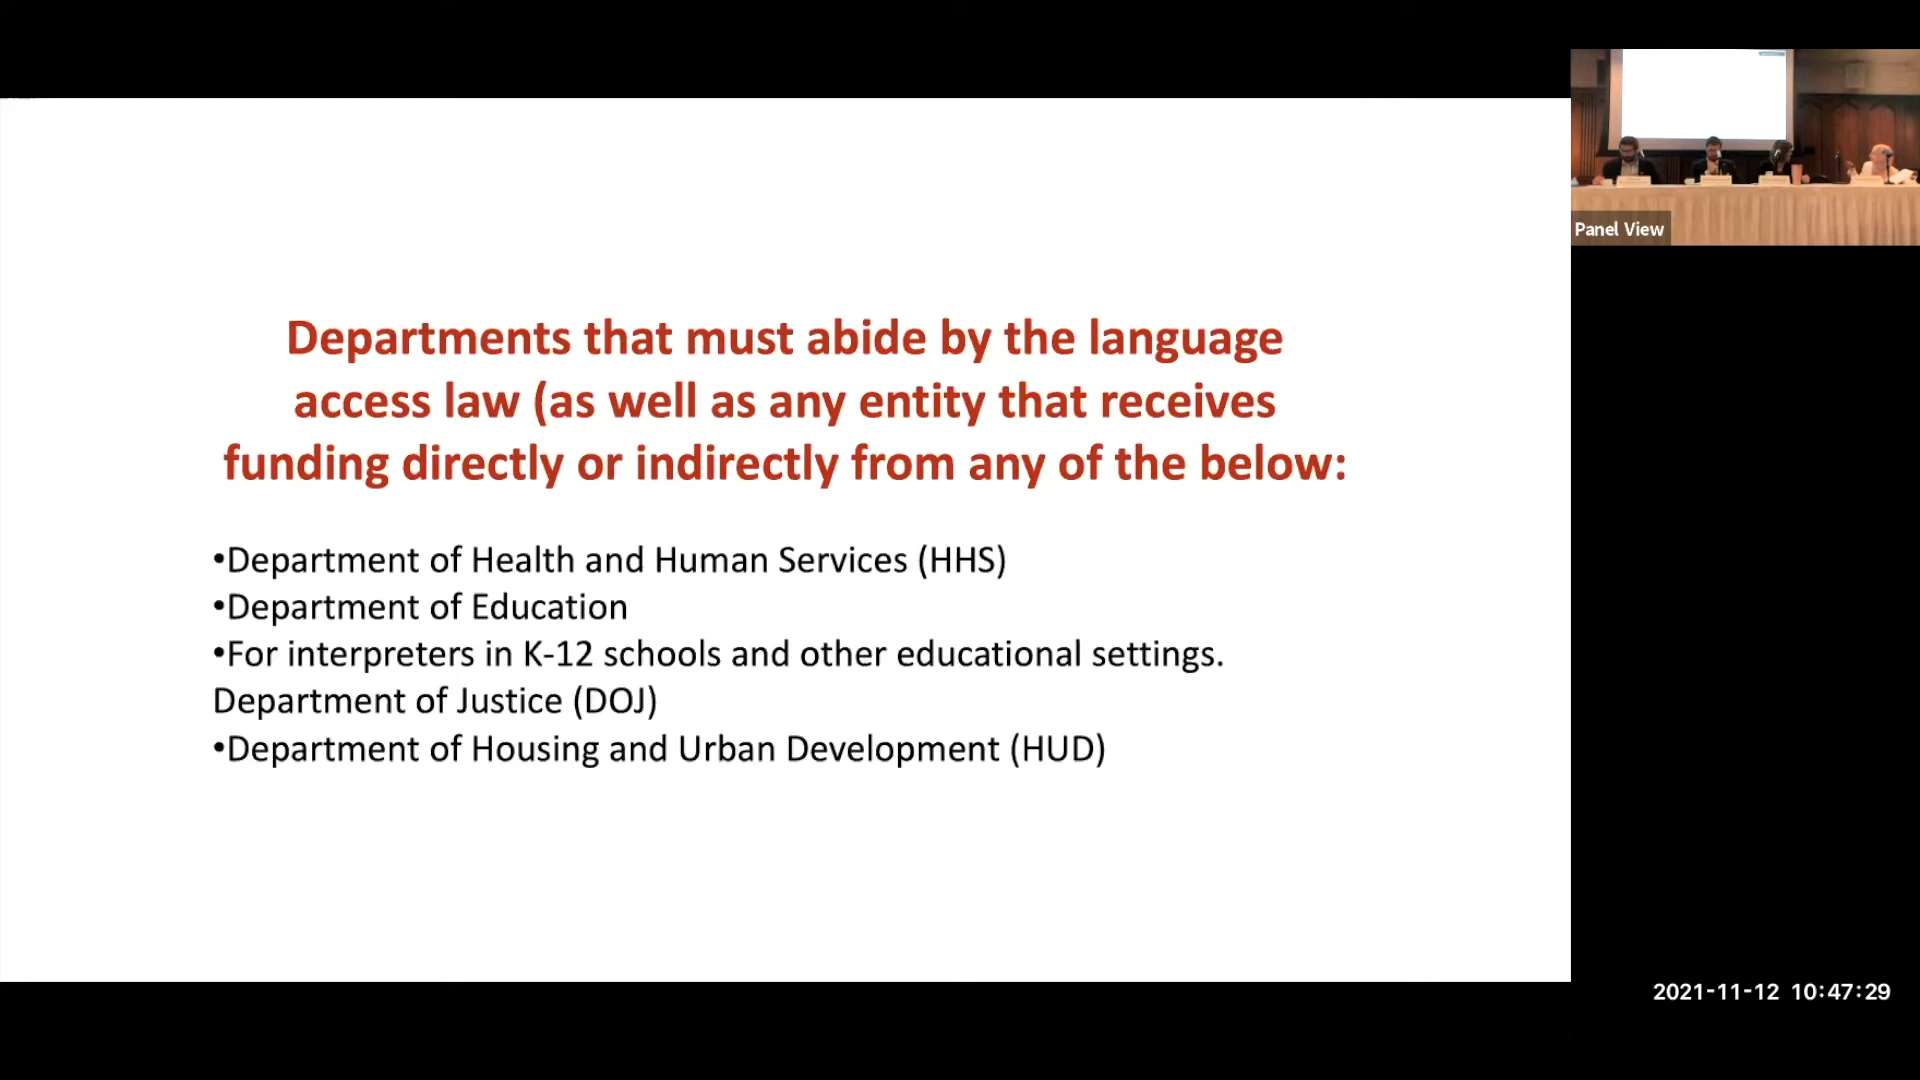 Departments that must abide by the language
access law (as well as any entity that receives
funding directly or indirectly from any of the below:
•Department of Health and Human Services (HHS)
•Department of Education
•For interpreters in K-12 schools and other educational settings.
Department of Justice (DOJ)
•Department of Housing and Urban Development (HUD)
Panel View
2021-11-12 10:47:29